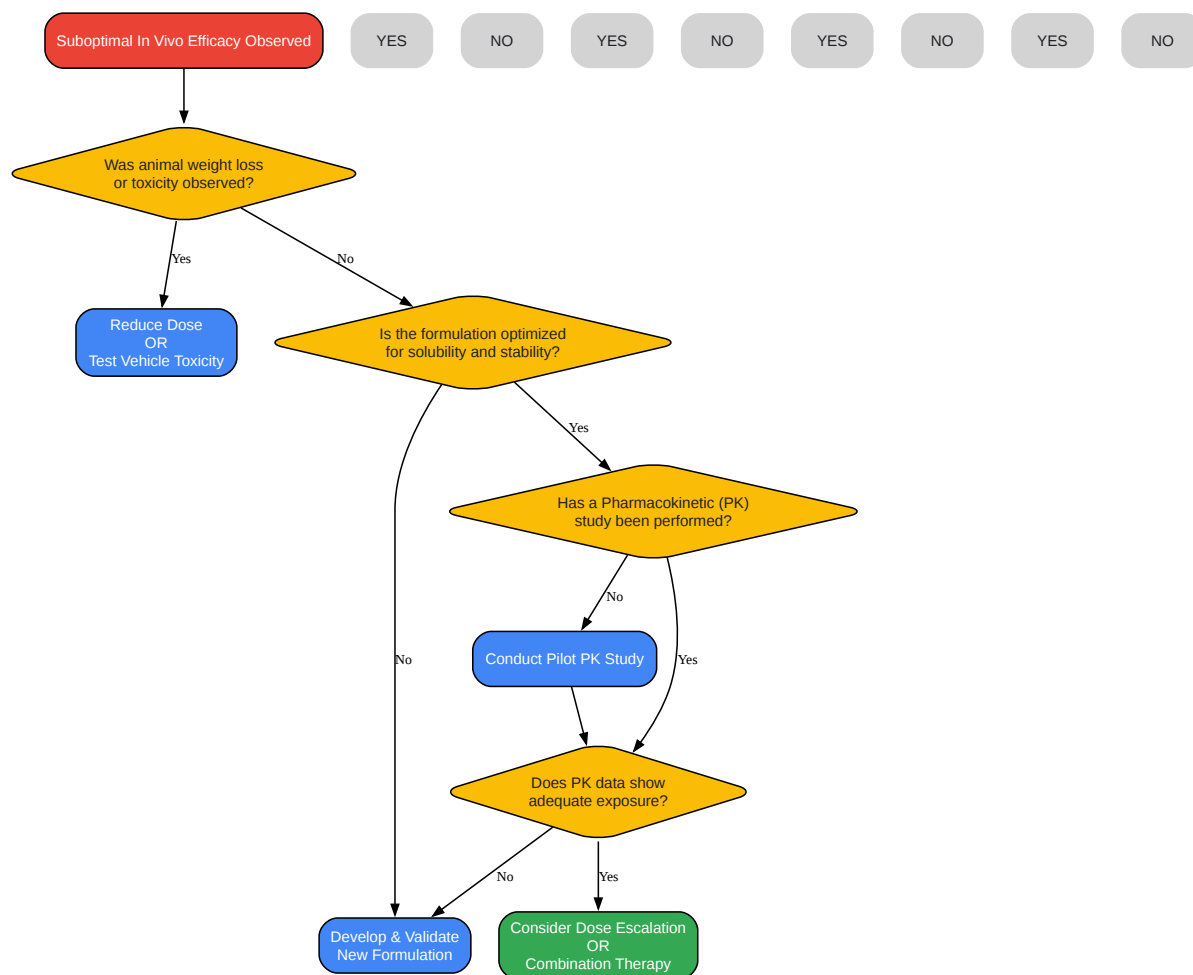 Suboptimal In Vivo Efficacy Observed
YES
NO
YES
NO
YES
NO
YES
NO
Was animal weight loss
or toxicity observed?
Yes
No
Reduce Dose
OR
Test Vehicle Toxicity
Is the formulation optimized
for solubility and stability?
Yes
Has a Pharmacokinetic (PK)
study been performed?
No
Conduct Pilot PK Study
No
Yes
Does PK data show
adequate exposure?
No
Yes
Develop & Validate
New Formulation
Consider Dose Escalation
OR
Combination Therapy